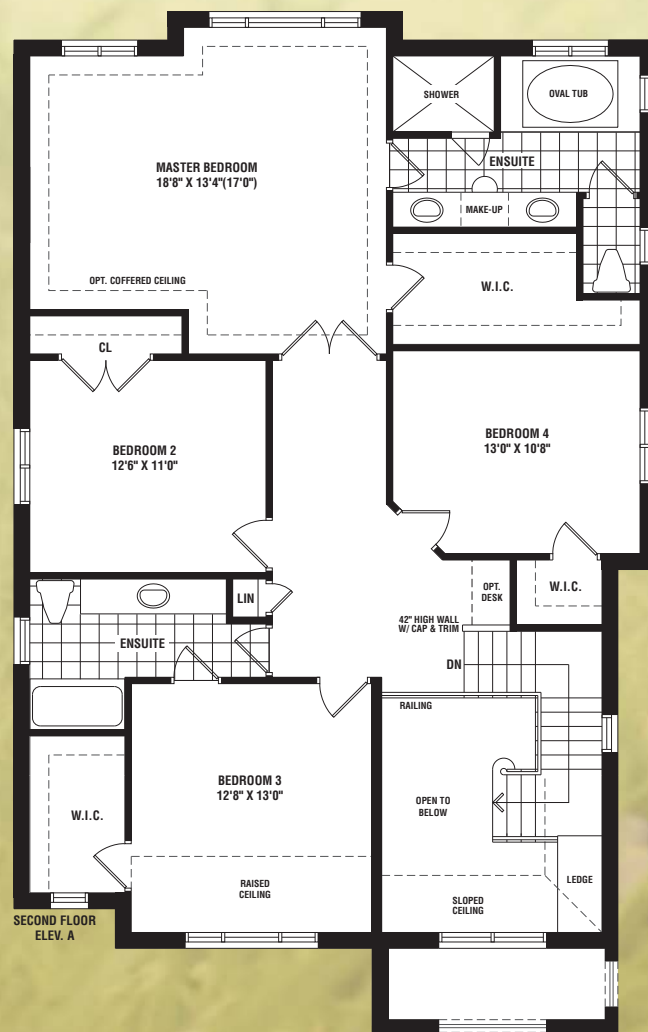 SHOWER
OVAL TUB
MASTER BEDROOM
18'8" X 13'4"(17'0")
ENSUITE
MAKE-UP
OPT. COFFERED CEILING
W.I.C.
CL
BEDROOM 2
12'6" X 11'0"
BEDROOM 4
13'0" X 10'8"
OPT.
DESK
W.I.C.
LIN
42" HIGH WALL
W/ CAP & TRIM
ENSUITE
DN
RAILING
BEDROOM 3
12'8" X 13'0"
OPEN TO
BELOW
W.I.C.
RAISED
CEILING
LEDGE
SLOPED
CEILING
SECOND FLOOR
ELEV. A